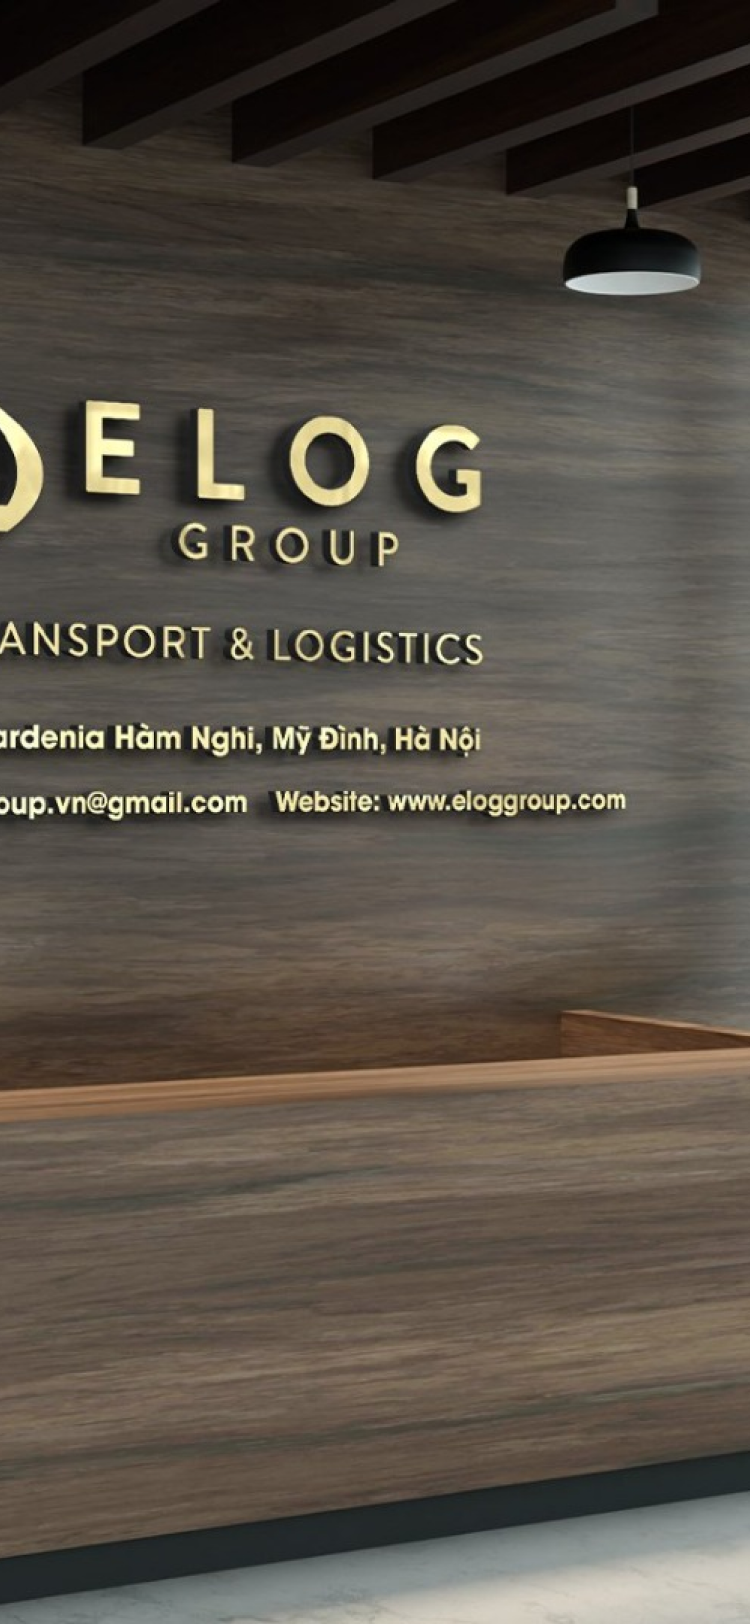 ELOG
GROUP
ANSPORT & LOGISTICS
ardenia Hàm Nghi, Mỹ Đình, Hà Nội
oup.vn@gmail.com Website: www.eloggroup.com